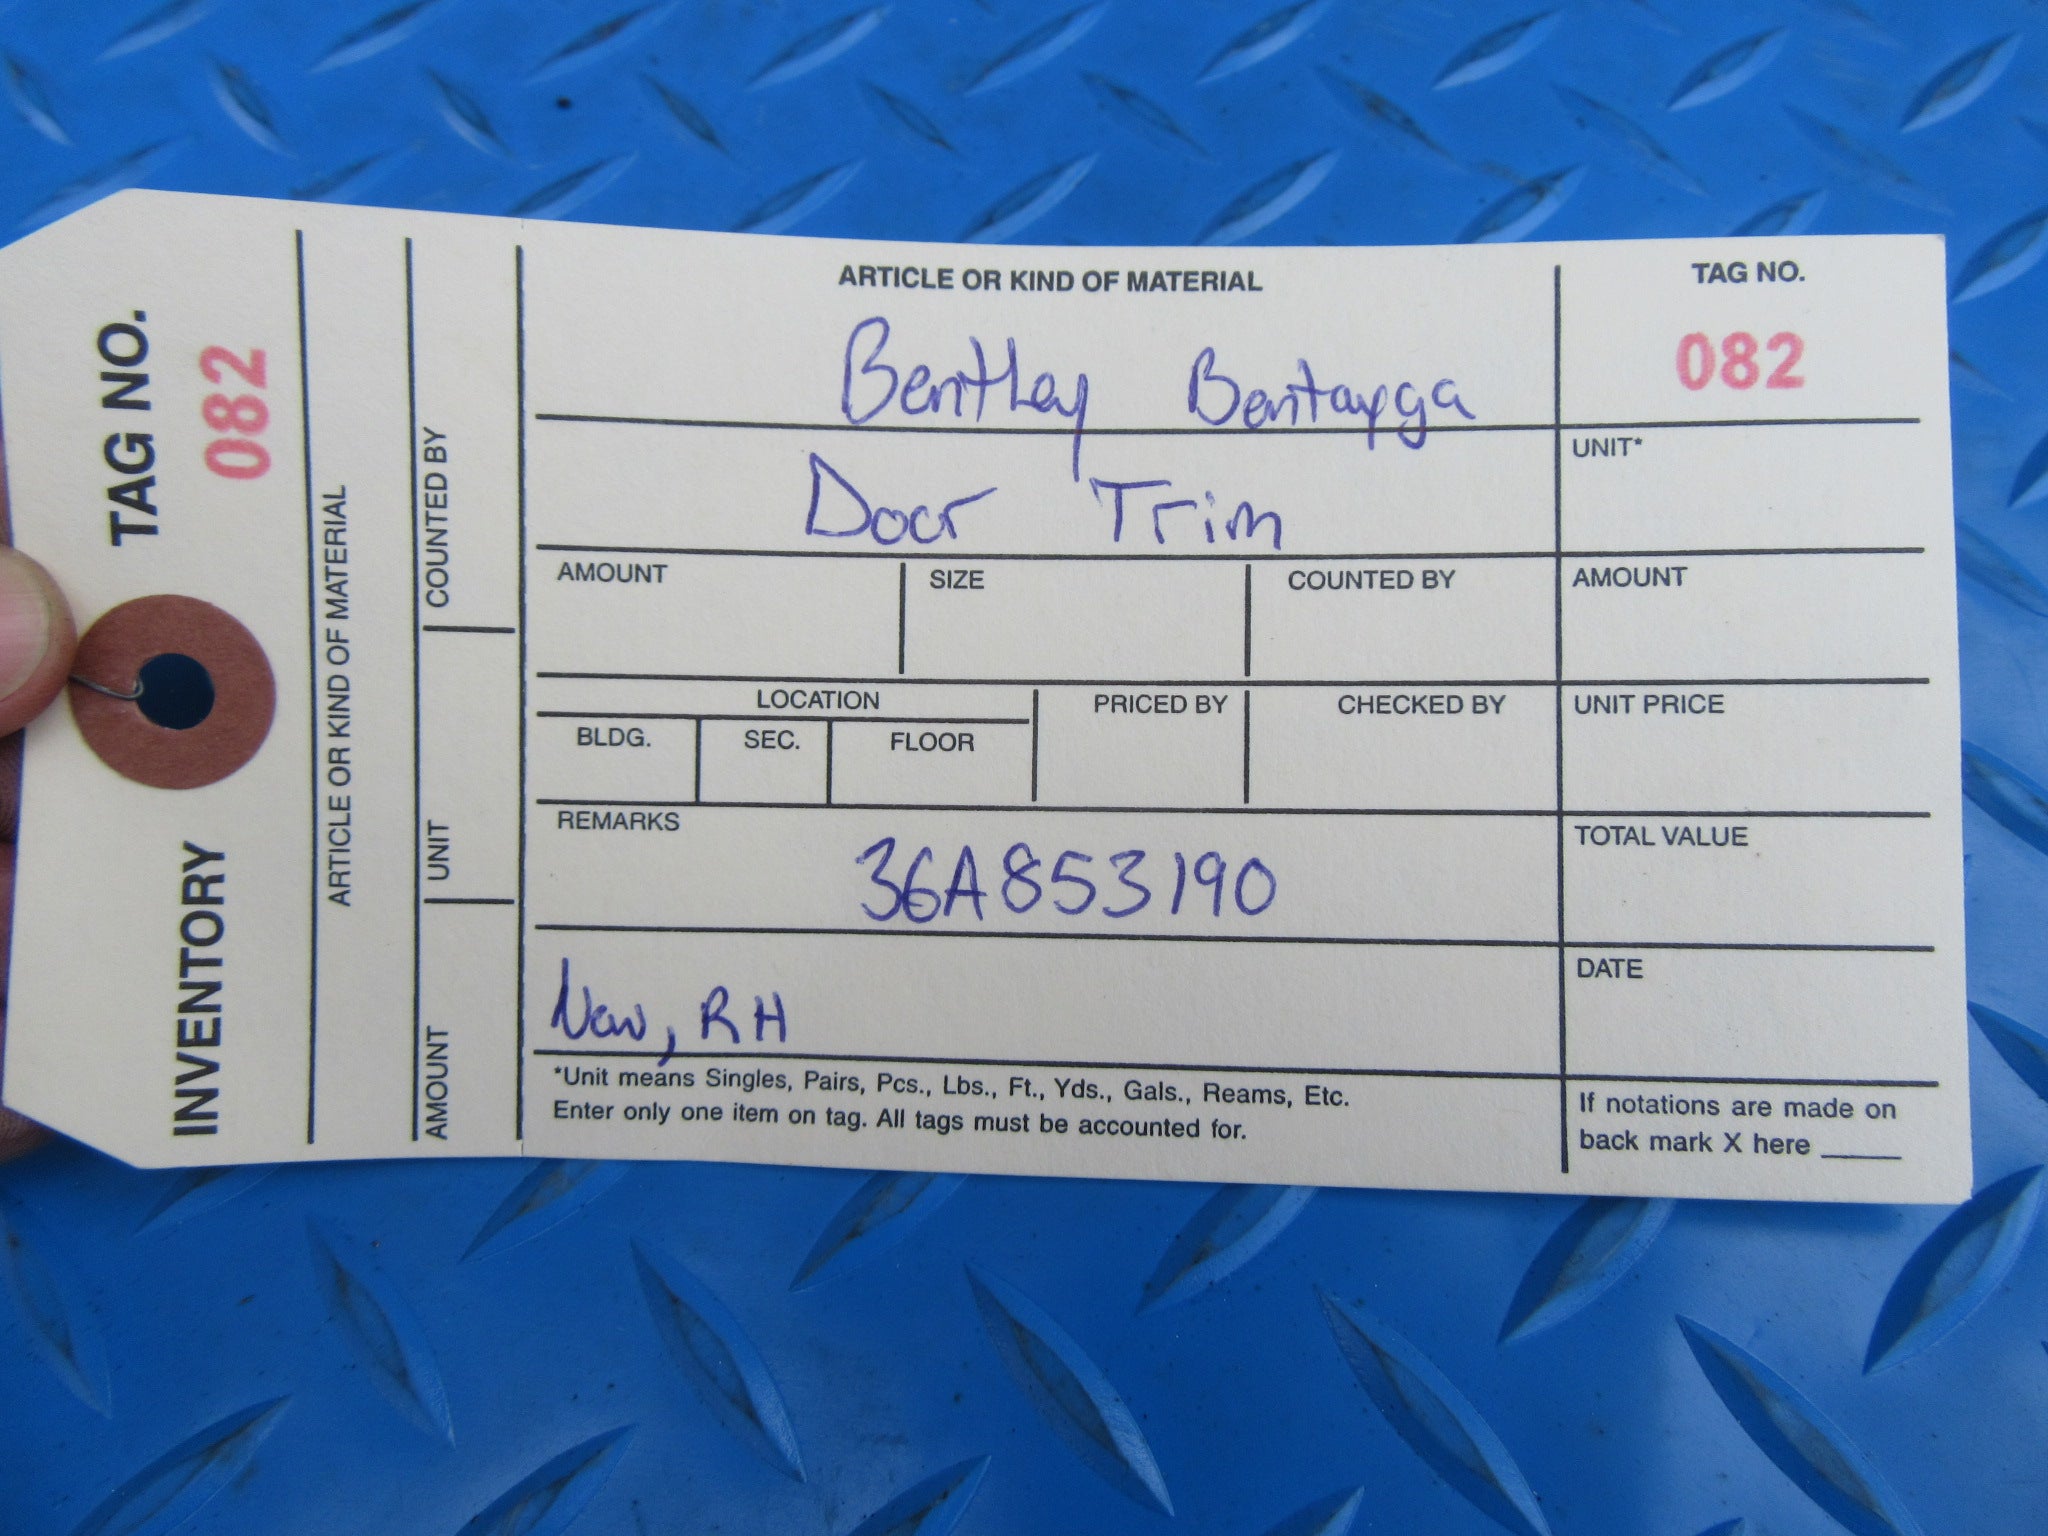 INVENTORY TAG NO.
082
ARTICLE OR KIND OF MATERIAL
AMOUNT UNIT COUNTED BY
ARTICLE OR KIND OF MATERIAL
Bentley Bentayga
Door Trim
TAG NO.
082
UNIT*
AMOUNT SIZE COUNTED BY AMOUNT
LOCATION PRICED BY CHECKED BY UNIT PRICE
BLDG. SEC. FLOOR
REMARKS TOTAL VALUE
36A853190
New, RH
DATE
*Unit means Singles, Pairs, Pcs., Lbs., Ft., Yds., Gals., Reams, Etc.
Enter only one item on tag. All tags must be accounted for.
If notations are made on
back mark X here _____